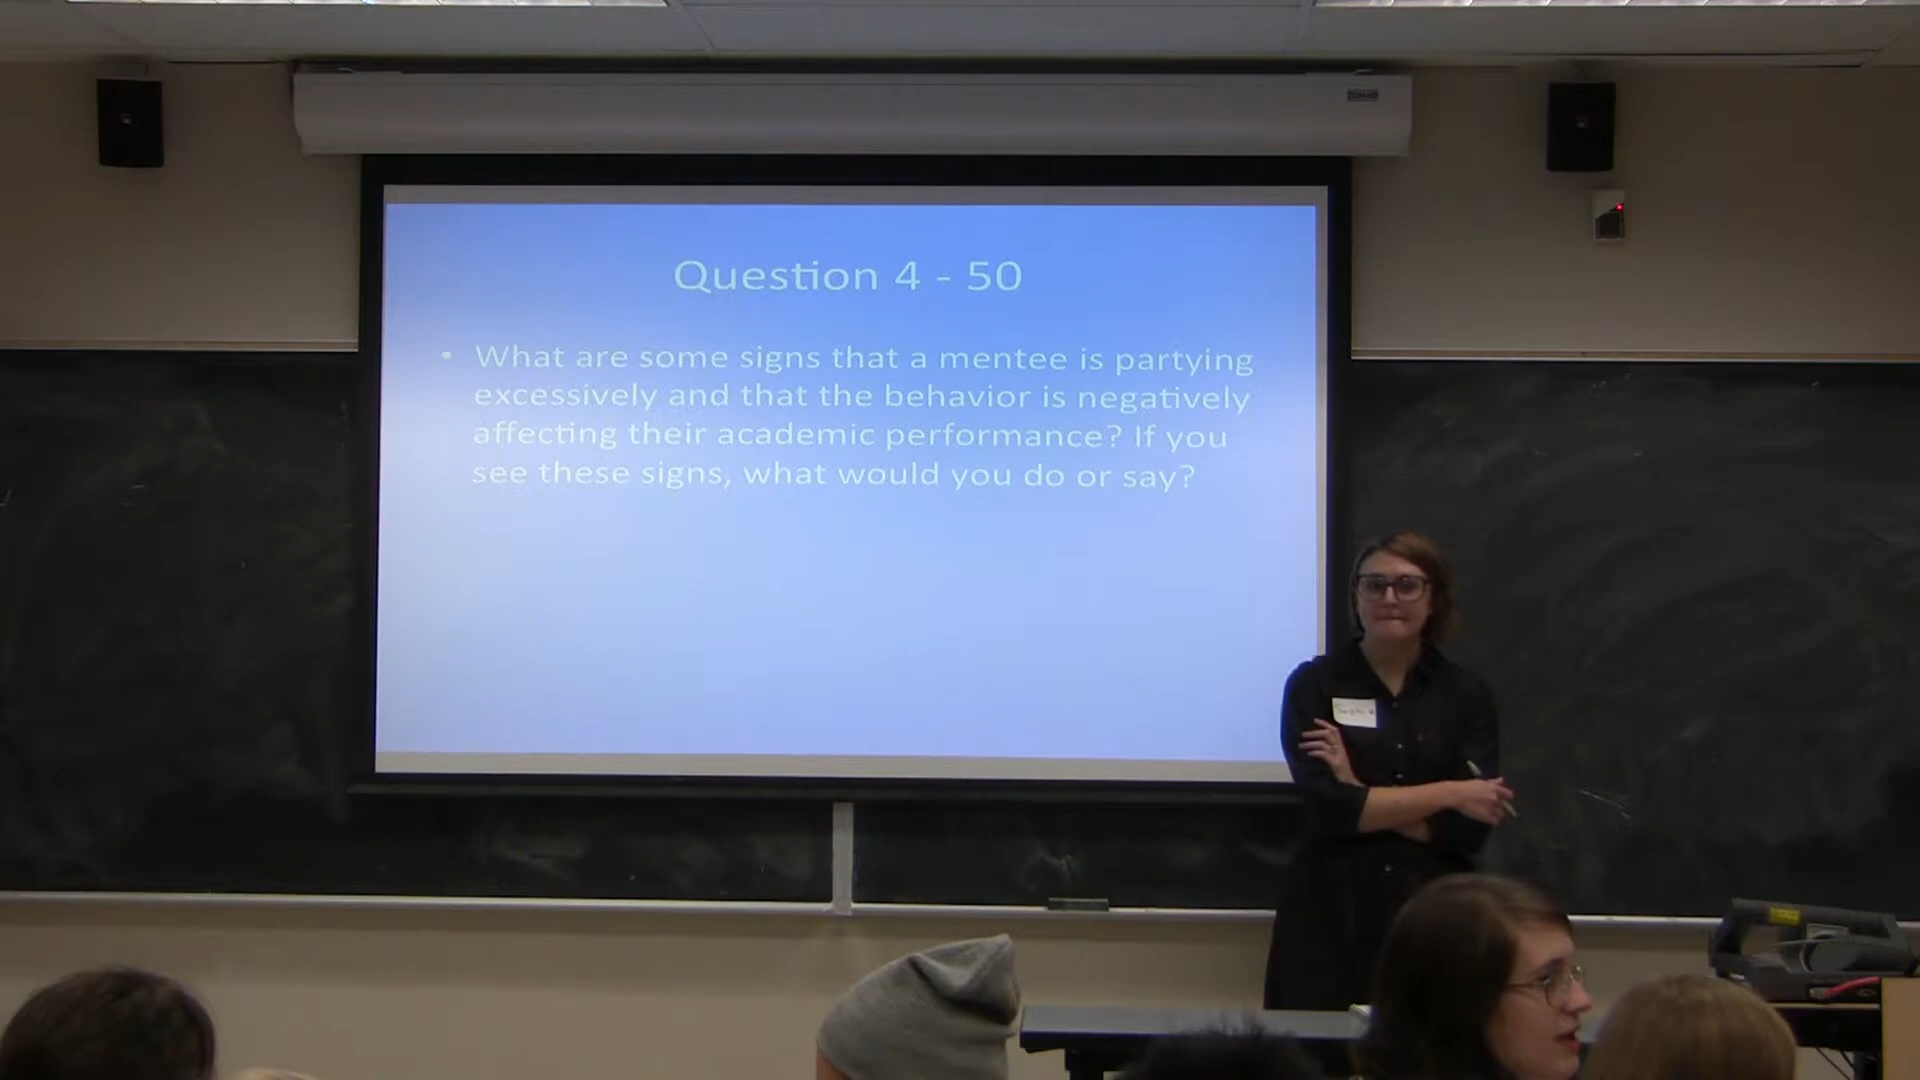 Question 4 - 50
• What are some signs that a mentee is partying
excessively and that the behavior is negatively
affecting their academic performance? If you
see these signs, what would you do or say?